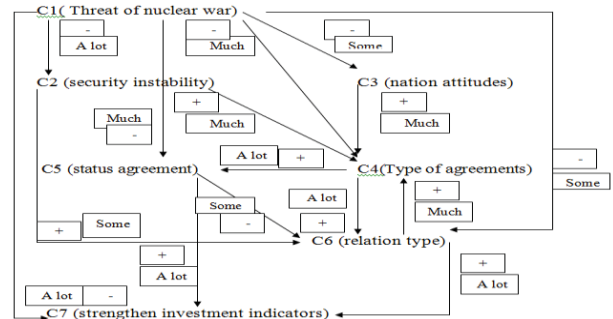 C1( Threat of nuclear war)
- - -
A lot Much Some
C2 (security instability) C3 (nation attitudes)
+ +
Much Much Much
-
A lot + -
C5 (status agreement) C4(Type of agreements)
Some
A lot +
Some - + Much
+ Some
C6 (relation type)
+ +
A lot A lot
A lot -
C7 (strengthen investment indicators)